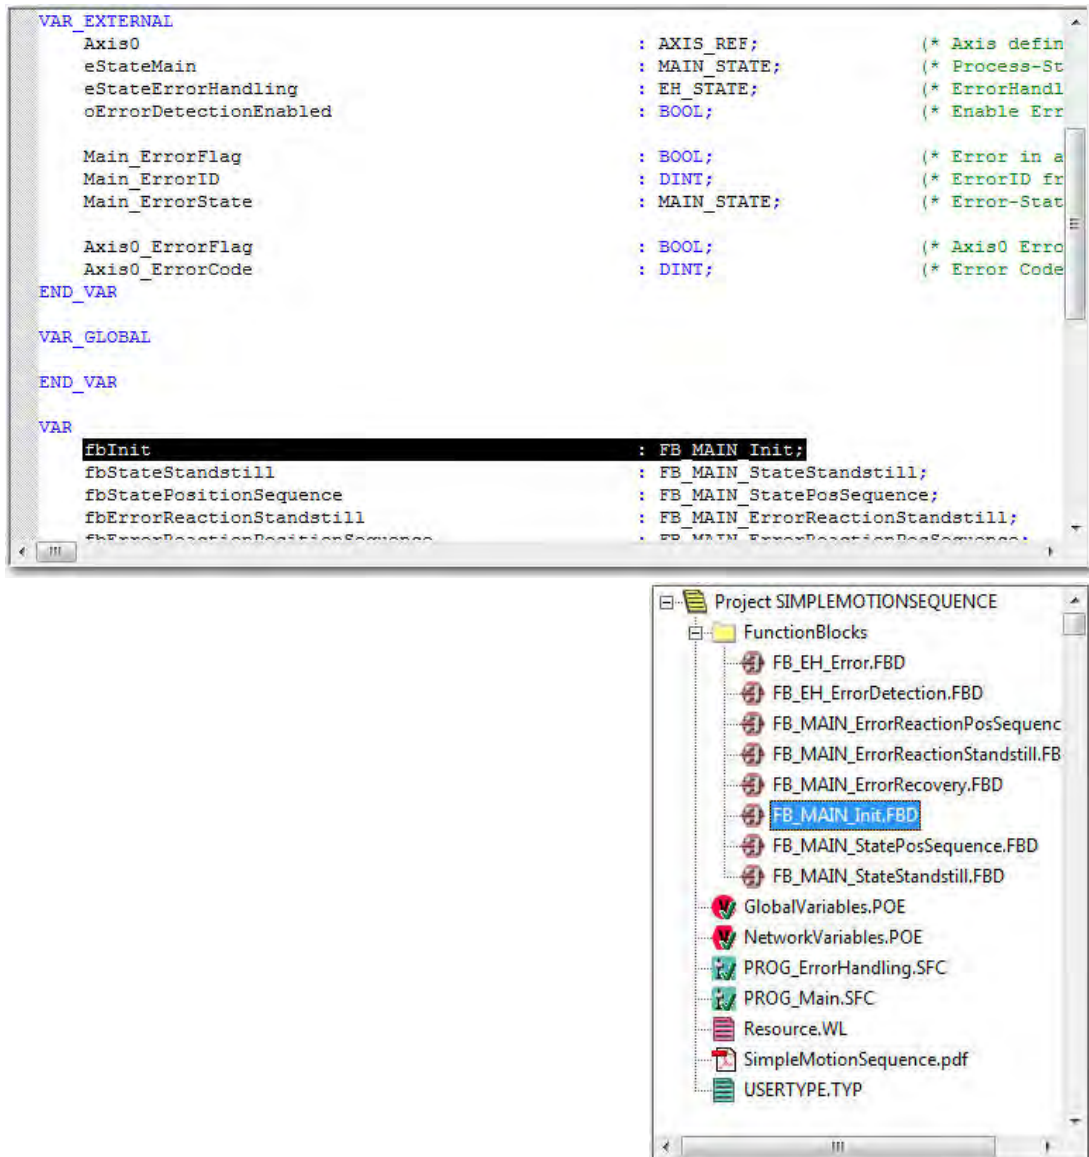 VAR_EXTERNAL
Axis0 : AXIS_REF; (* Axis defin
eStateMain : MAIN_STATE; (* Process-St
eStateErrorHandling : EH_STATE; (* ErrorHandl
oErrorDetectionEnabled : BOOL; (* Enable Err
Main_ErrorFlag : BOOL; (* Error in a
Main_ErrorID : DINT; (* ErrorID fr
Main_ErrorState : MAIN_STATE; (* Error-Stat
Axis0_ErrorFlag : BOOL; (* Axis0 Erro
Axis0_ErrorCode : DINT; (* Error Code
END_VAR
VAR_GLOBAL
END_VAR
VAR
fbInit : FB_MAIN_Init;
fbStateStandstill : FB_MAIN_StateStandstill;
fbStatePositionSequence : FB_MAIN_StatePosSequence;
fbErrorReactionStandstill : FB_MAIN_ErrorReactionStandstill;
fbErrorReactionPositionSequence : FB_MAIN_ErrorReactionPosSequence;
Project SIMPLEMOTIONSEQUENCE
FunctionBlocks
FB_EH_Error.FBD
FB_EH_ErrorDetection.FBD
FB_MAIN_ErrorReactionPosSequenc
FB_MAIN_ErrorReactionStandstill.FB
FB_MAIN_ErrorRecovery.FBD
FB_MAIN_Init.FBD
FB_MAIN_StatePosSequence.FBD
FB_MAIN_StateStandstill.FBD
GlobalVariables.POE
NetworkVariables.POE
PROG_ErrorHandling.SFC
PROG_Main.SFC
Resource.WL
SimpleMotionSequence.pdf
USERTYPE.TYP